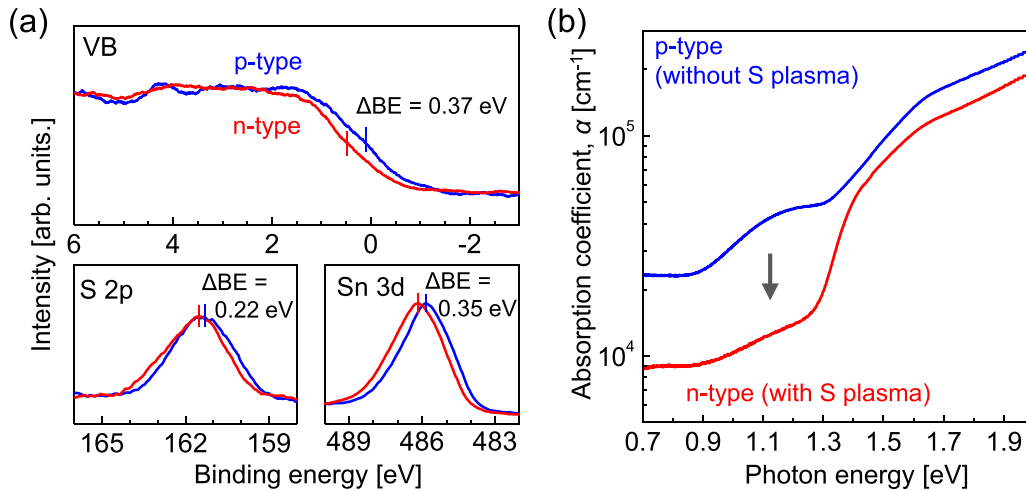 (a)
VB
p-type
ΔBE = 0.37 eV
n-type
6 4 2 0 -2
S 2p
ΔBE =
0.22 eV
165 162 159
Sn 3d
ΔBE =
0.35 eV
489 486 483
Intensity [arb. units.]
Binding energy [eV]
(b)
p-type
(without S plasma)
n-type (with S plasma)
10⁵
10⁴
Absorption coefficient, α [cm⁻¹]
0.7 0.9 1.1 1.3 1.5 1.7 1.9
Photon energy [eV]